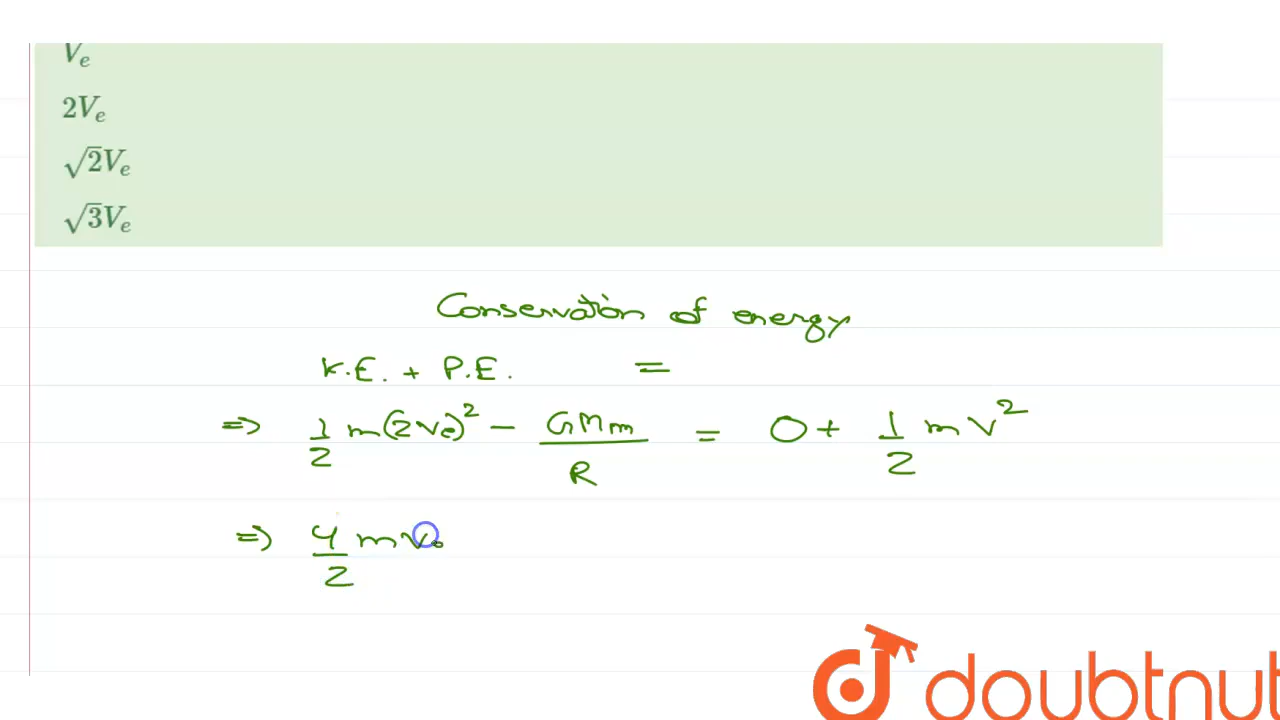 Ve
2Ve
√2Ve
√3Ve
Conservation of energy
K.E. + P.E. =
=> 1/2 m(2Ve)² - GMm/R = 0 + 1/2 mv²
=> 4/2 mve
doubtnut